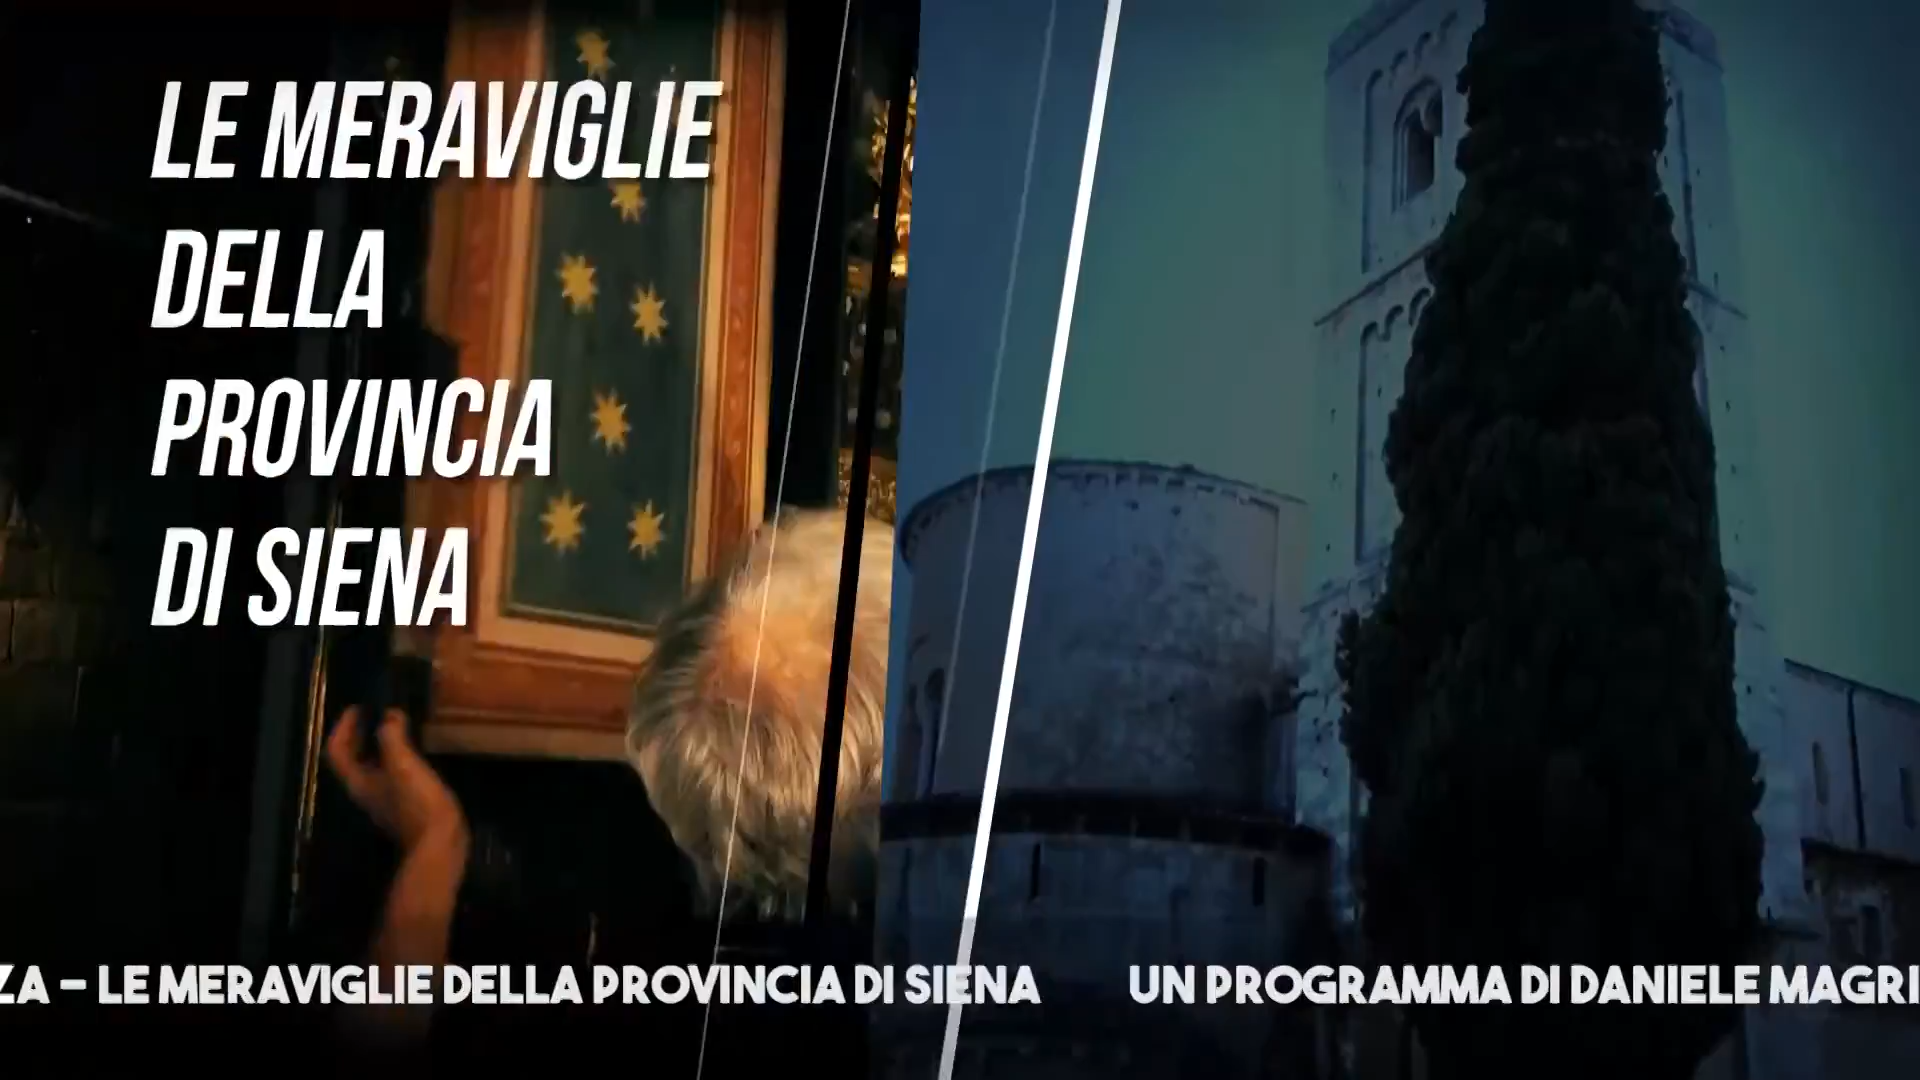 LE MERAVIGLIE
DELLA
PROVINCIA
DI SIENA
ZA – LE MERAVIGLIE DELLA PROVINCIA DI SIENA UN PROGRAMMA DI DANIELE MAGRI